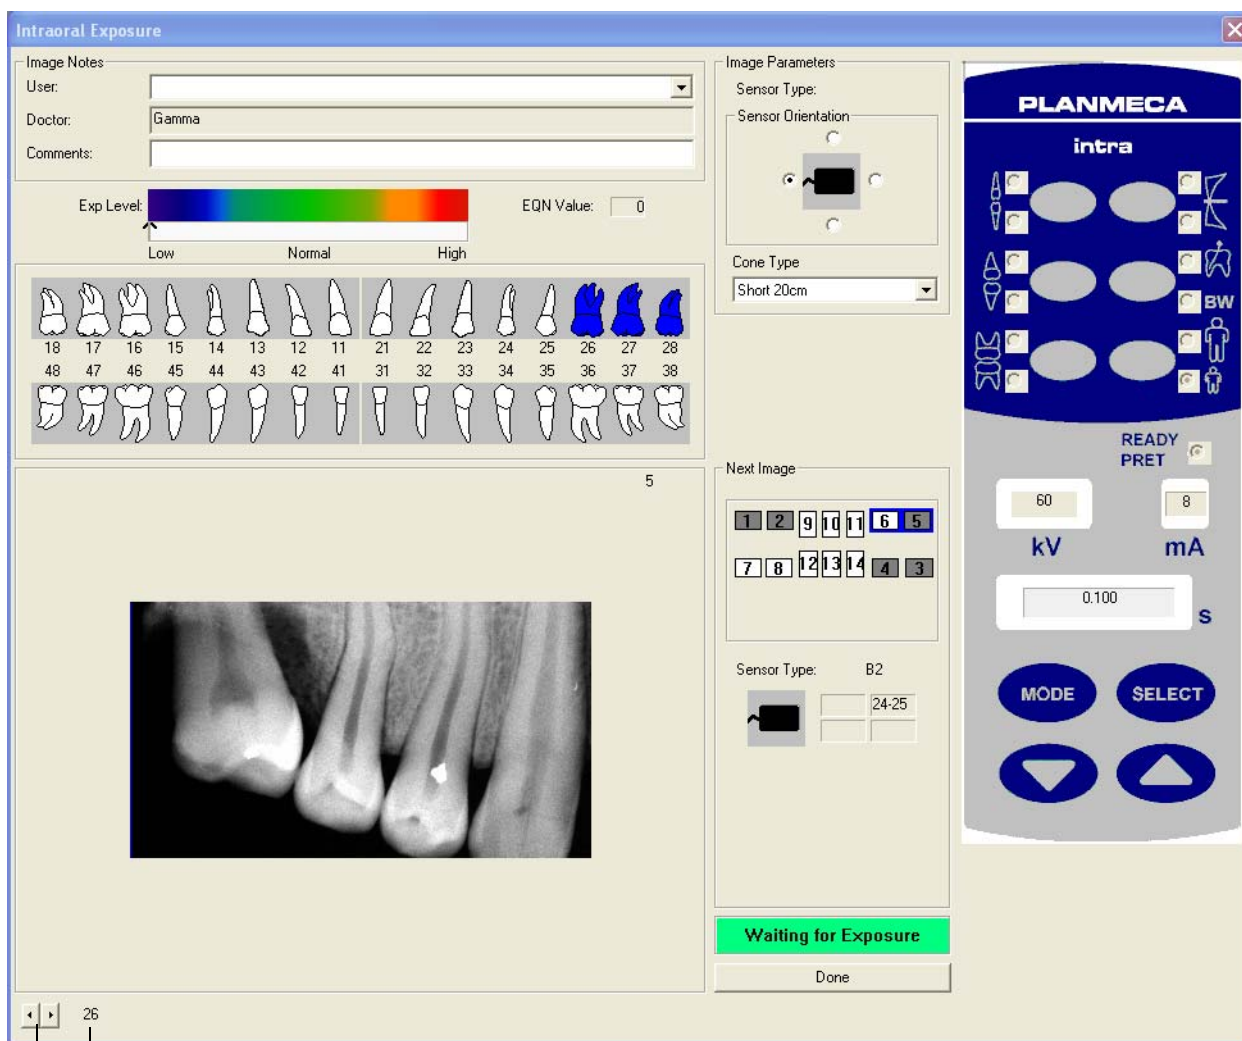 Intraoral Exposure
Image Notes
User:
Doctor: Gamma
Comments:
Exp Level:
EQN Value: 0
Low Normal High
18 17 16 15 14 13 12 11 21 22 23 24 25 26 27 28
48 47 46 45 44 43 42 41 31 32 33 34 35 36 37 38
5
26
Image Parameters
Sensor Type:
Sensor Orientation
Cone Type
Short 20cm
Next Image
1 2 9 10 11 6 5
7 8 12 13 14 4 3
Sensor Type: B2
24-25
Waiting for Exposure
Done
PLANMECA
intra
BW
READY
PRET
60 8
kV mA
0.100
s
MODE SELECT